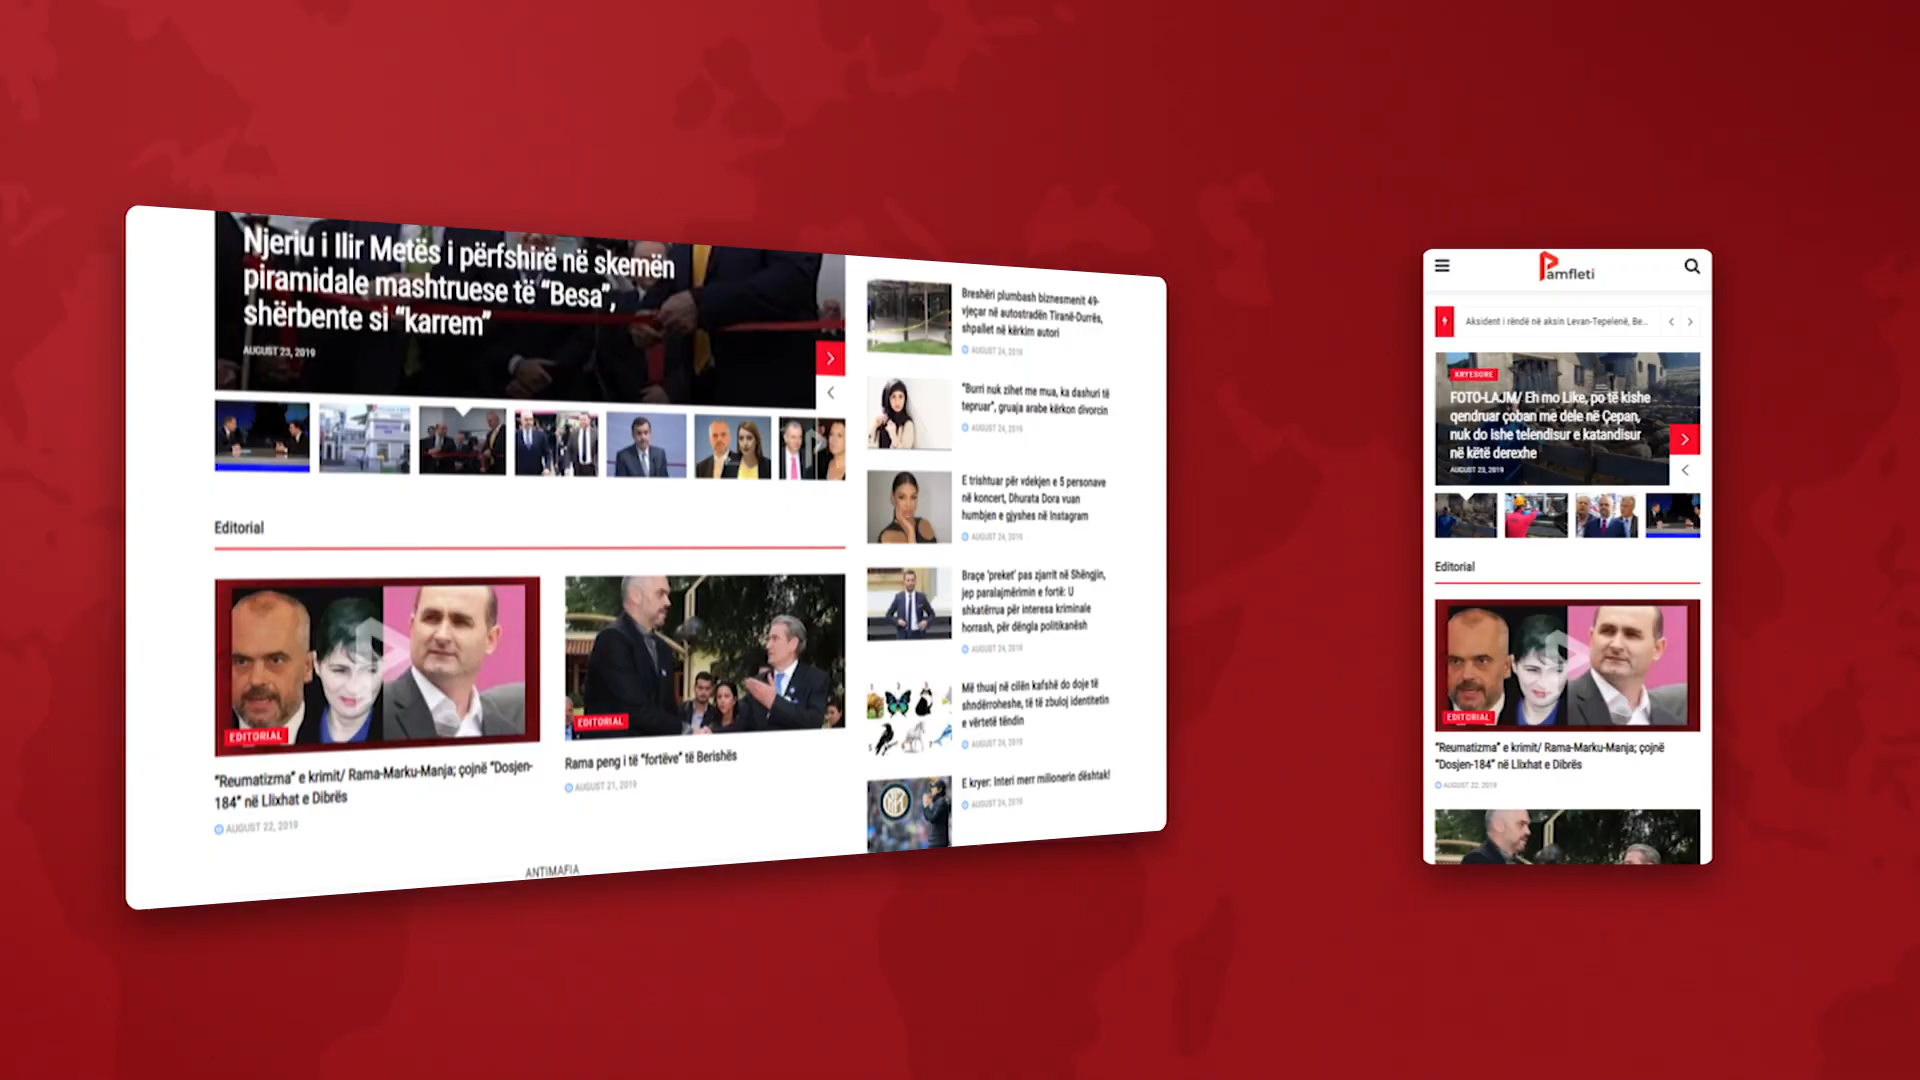 Njeriu i Ilir Metës i përfshirë në skemën
piramidale mashtruese të “Besa”,
shërbente si “karrem”
AUGUST 23, 2019
Editorial
EDITORIAL
“Reumatizma” e krimit/ Rama-Marku-Manja; çojnë “Dosjen-
184” në Llixhat e Dibrës
AUGUST 22, 2019
EDITORIAL
Rama peng i të “fortëve” të Berishës
AUGUST 21, 2019
ANTIMAFIA
Breshëri plumbash biznesmenit 49-
vjeçar në autostradën Tiranë-Durrës,
shpallet në kërkim autori
AUGUST 24, 2019
“Burri nuk zihet me mua, ka dashuri të
tepruar”, gruaja arabe kërkon divorcin
AUGUST 24, 2019
E trishtuar për vdekjen e 5 personave
në koncert, Dhurata Dora vuan
humbjen e gjyshes në Instagram
AUGUST 24, 2019
Braçe ‘preket’ pas zjarrit në Shëngjin,
jep paralajmërimin e fortë: U
shkatërrua për interesa kriminale
horrash, për dëngla politikanësh
AUGUST 24, 2019
Më thuaj në cilën kafshë do doje të
shndërroheshe, të të zbuloj identitetin
e vërtetë tëndin
AUGUST 24, 2019
E kryer: Interi merr milionerin dështak!
AUGUST 24, 2019
Pamfleti
Aksident i rëndë në aksin Levan-Tepelenë, Be...
KRYESORE
FOTO-LAJM/ Eh mo Like, po të kishe
qendruar çoban me dele në Çepan,
nuk do ishe telendisur e katandisur
në këtë derexhe
AUGUST 23, 2019
Editorial
EDITORIAL
“Reumatizma” e krimit/ Rama-Marku-Manja; çojnë
“Dosjen-184” në Llixhat e Dibrës
AUGUST 22, 2019